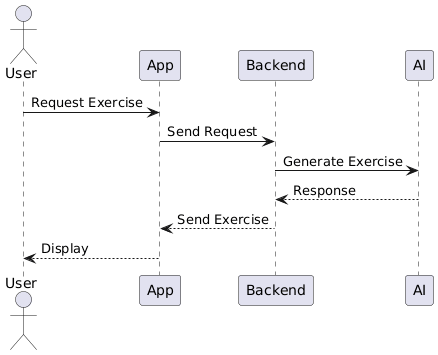 User
App
Backend
AI
Request Exercise
Send Request
Generate Exercise
Response
Send Exercise
Display
User
App
Backend
AI